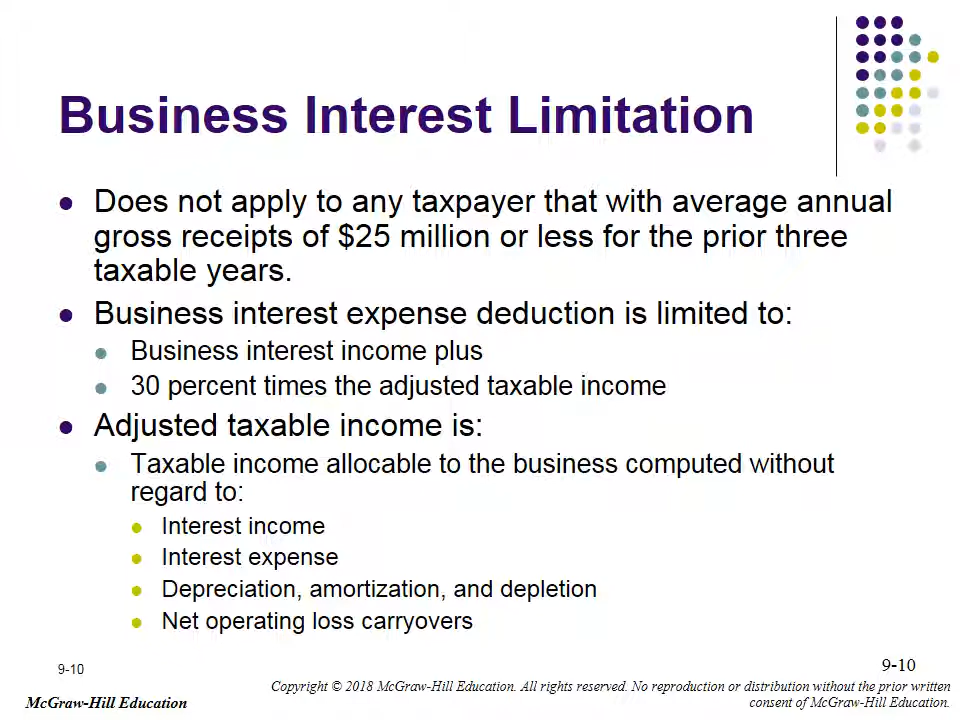 Business Interest Limitation
Does not apply to any taxpayer that with average annual
gross receipts of $25 million or less for the prior three
taxable years.
Business interest expense deduction is limited to:
Business interest income plus
30 percent times the adjusted taxable income
Adjusted taxable income is:
Taxable income allocable to the business computed without
regard to:
Interest income
Interest expense
Depreciation, amortization, and depletion
Net operating loss carryovers
9-10
9-10
Copyright © 2018 McGraw-Hill Education. All rights reserved. No reproduction or distribution without the prior written
consent of McGraw-Hill Education.
McGraw-Hill Education